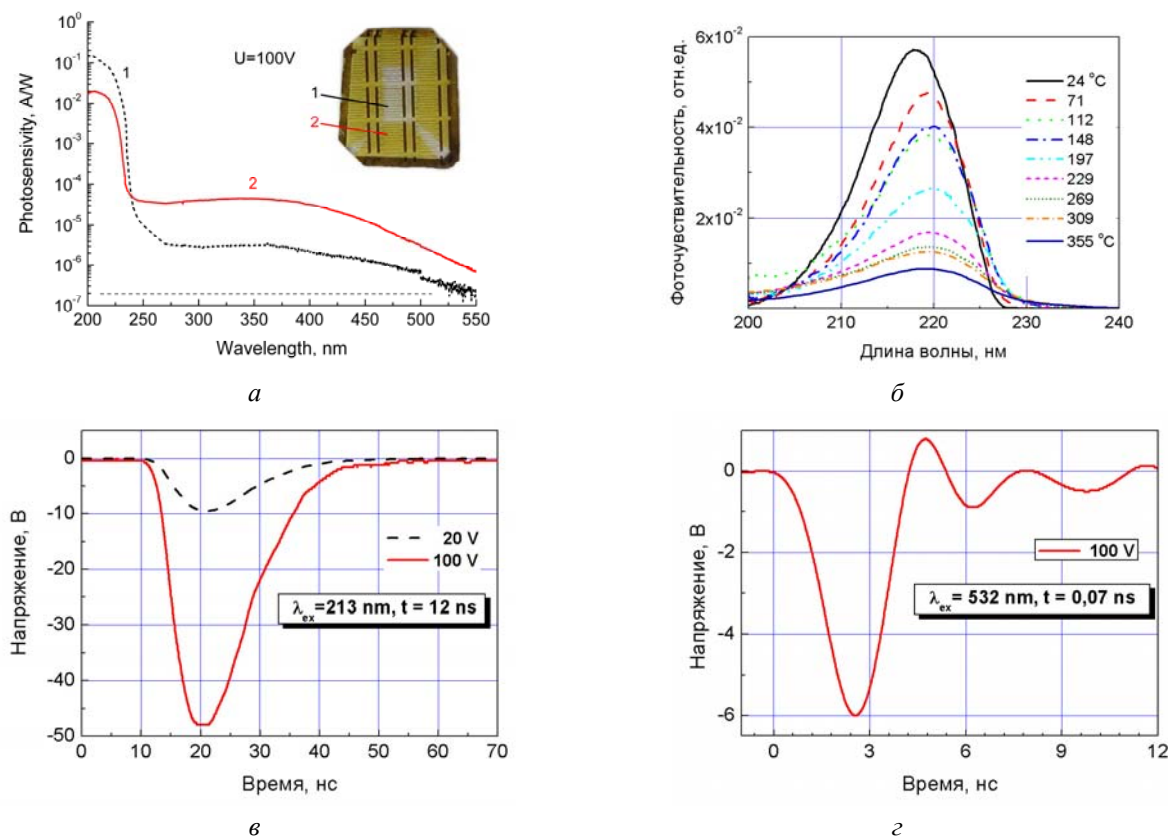 10⁰
10⁻¹
10⁻²
10⁻³
10⁻⁴
10⁻⁵
10⁻⁶
10⁻⁷
Photosensivity, A/W
U=100V
1
1
2
2
200 250 300 350 400 450 500 550
Wavelength, nm
а
6x10⁻²
4x10⁻²
2x10⁻²
Фоточувствительность, отн.ед.
24 °C
71
112
148
197
229
269
309
355 °C
200 210 220 230 240
Длина волны, нм
б
0
-10
-20
-30
-40
-50
Напряжение, В
20 V
100 V
λex=213 nm, t = 12 ns
0 10 20 30 40 50 60 70
Время, нс
в
0
-2
-4
-6
Напряжение, В
100 V
λex= 532 nm, t = 0,07 ns
0 3 6 9 12
Время, нс
г